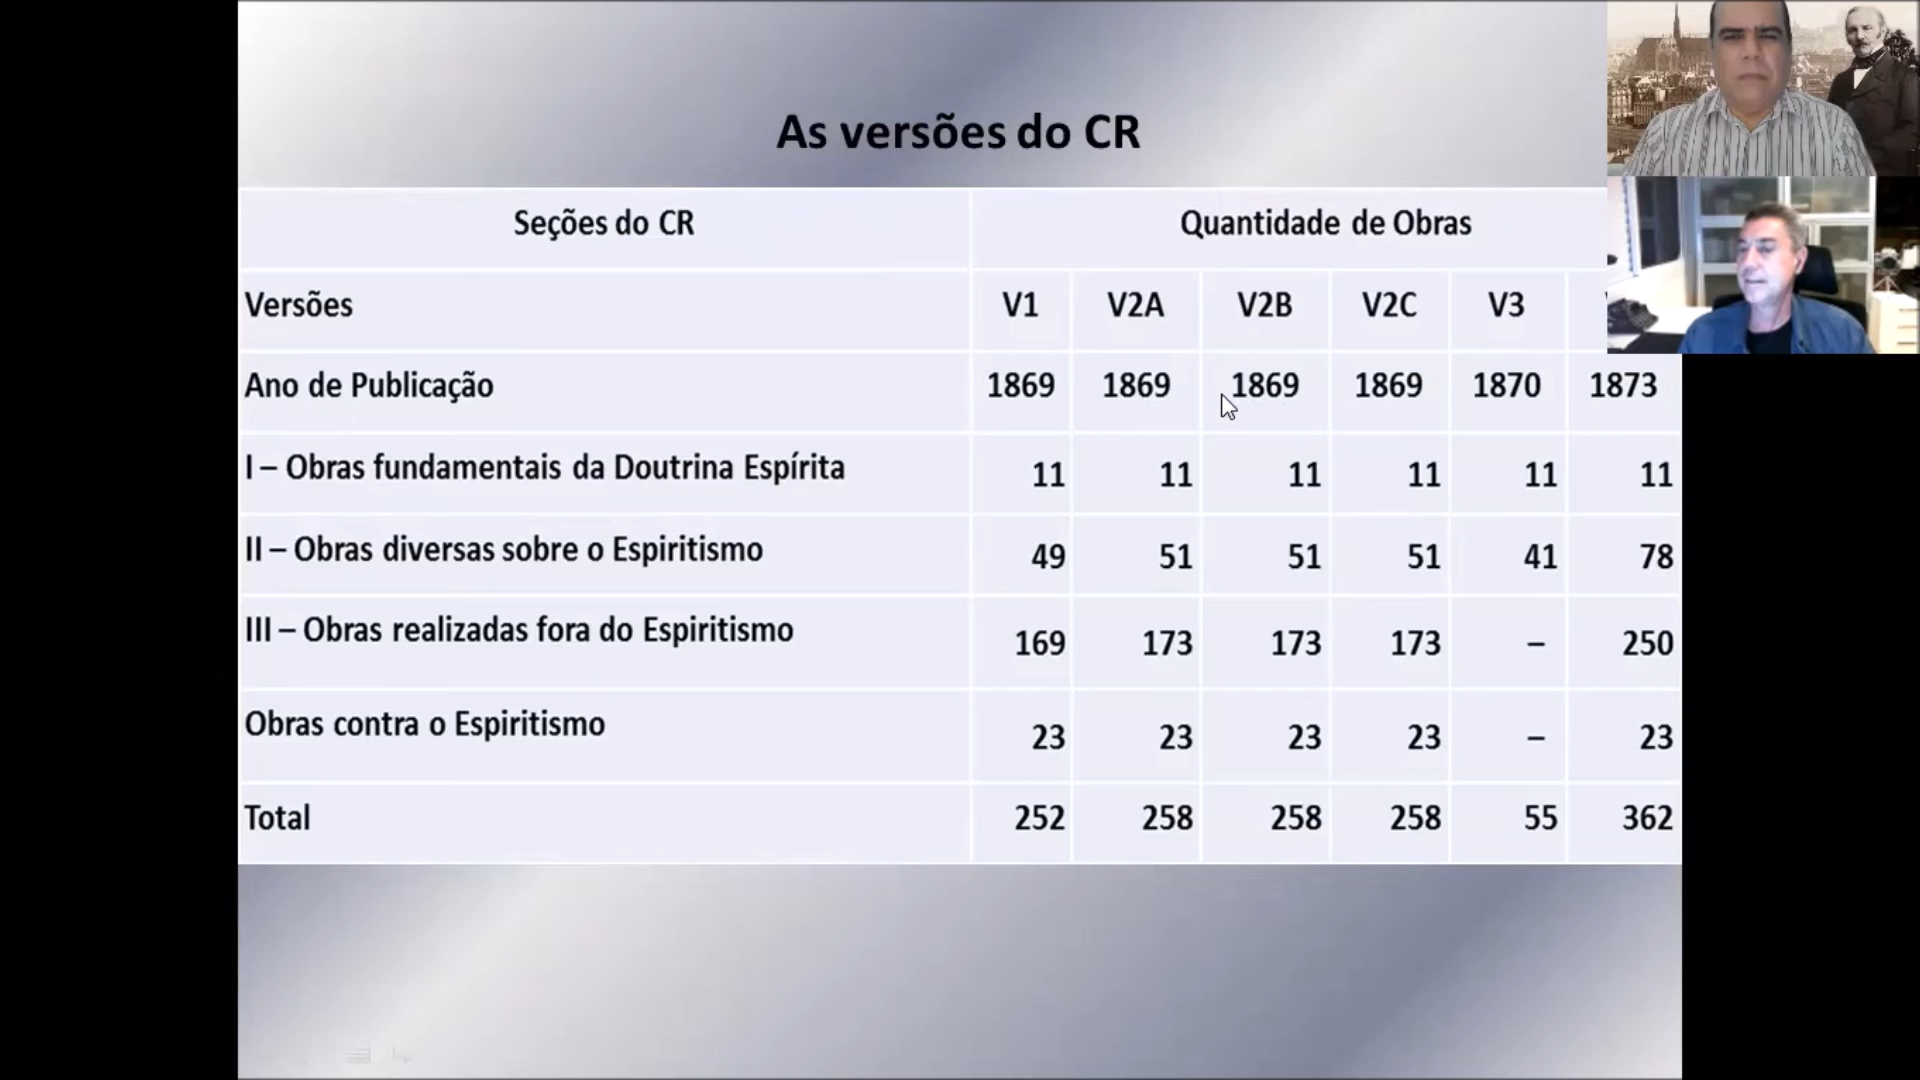 As versões do CR
Seções do CR Quantidade de Obras
Versões V1 V2A V2B V2C V3
Ano de Publicação 1869 1869 1869 1869 1870 1873
I – Obras fundamentais da Doutrina Espírita 11 11 11 11 11 11
II – Obras diversas sobre o Espiritismo 49 51 51 51 41 78
III – Obras realizadas fora do Espiritismo 169 173 173 173 – 250
Obras contra o Espiritismo 23 23 23 23 – 23
Total 252 258 258 258 55 362